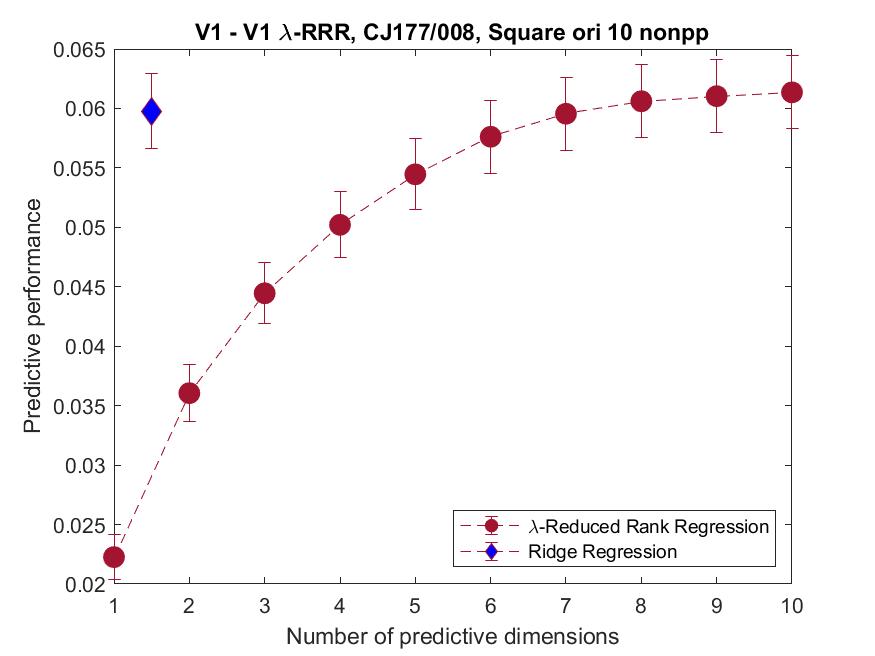 V1 - V1 λ-RRR, CJ177/008, Square ori 10 nonpp
0.065
0.06
0.055
0.05
0.045
0.04
0.035
0.03
0.025
0.02
Predictive performance
1 2 3 4 5 6 7 8 9 10
Number of predictive dimensions
λ-Reduced Rank Regression
Ridge Regression